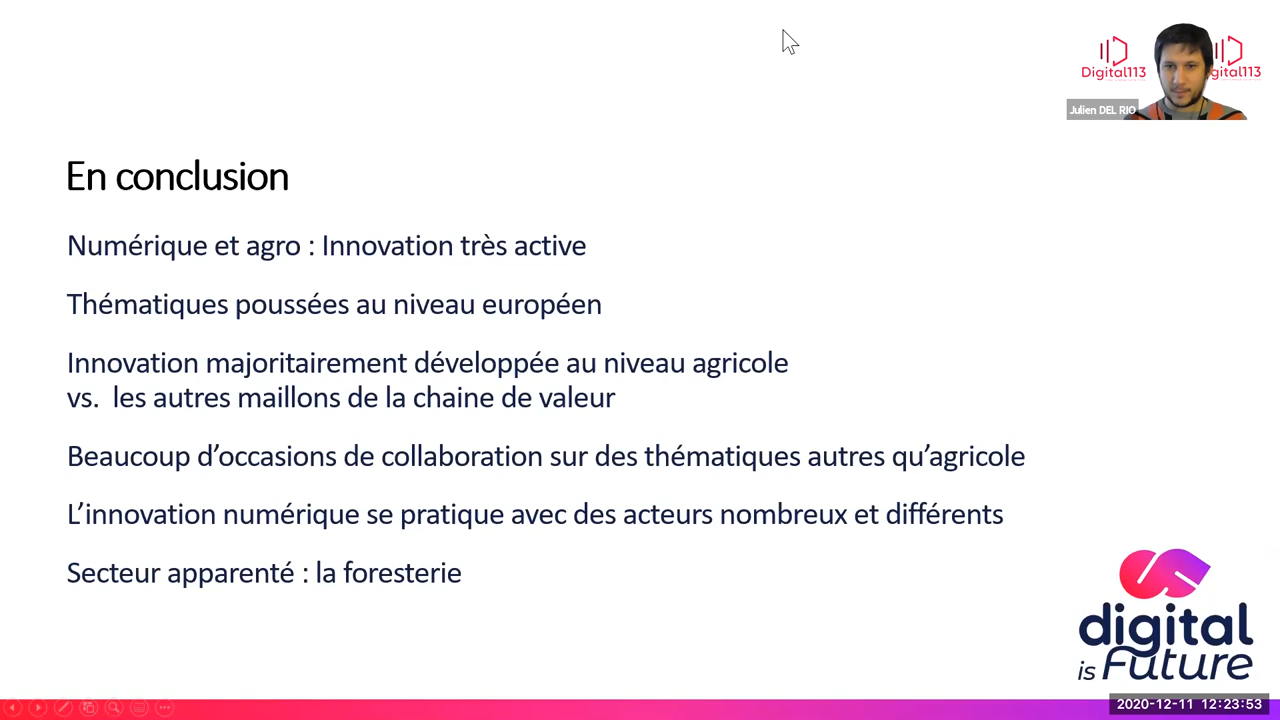 Digital113
gital113
Julien DEL RIO
En conclusion
Numérique et agro : Innovation très active
Thématiques poussées au niveau européen
Innovation majoritairement développée au niveau agricole
vs. les autres maillons de la chaine de valeur
Beaucoup d’occasions de collaboration sur des thématiques autres qu’agricole
L’innovation numérique se pratique avec des acteurs nombreux et différents
Secteur apparenté : la foresterie
digital
is Future
2020-12-11 12:23:53